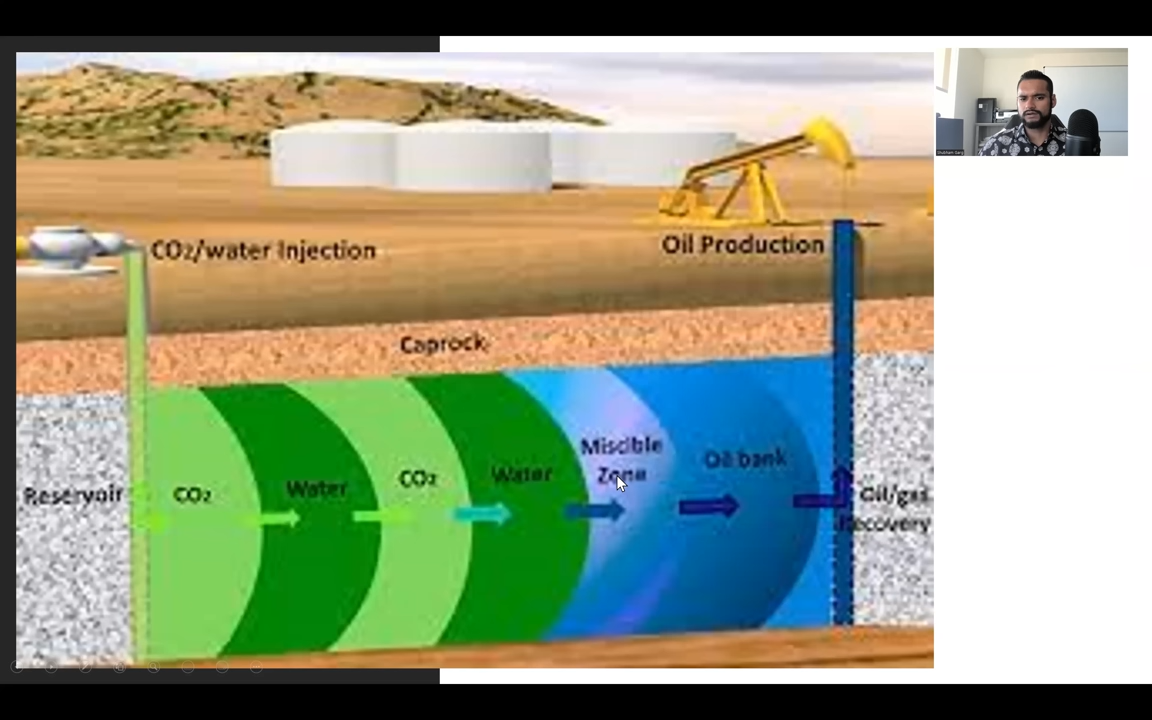 CO₂/water Injection
Oil Production
Caprock
Reservoir
CO₂
Water
CO₂
Water
Miscible
Zone
Oil bank
Oil/gas
Recovery